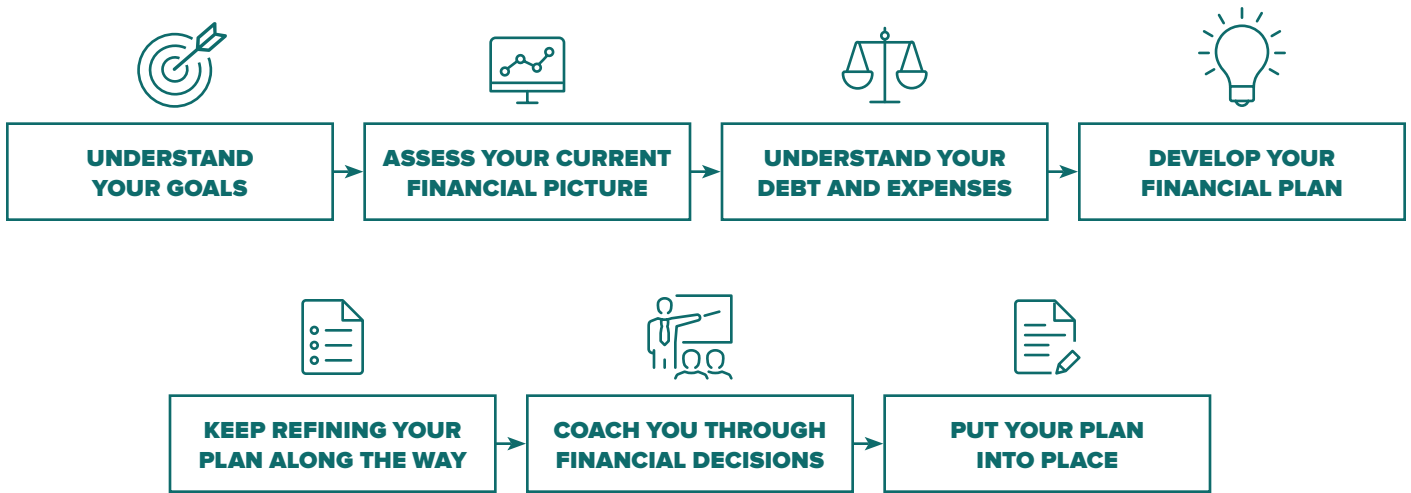 UNDERSTAND
YOUR GOALS
ASSESS YOUR CURRENT
FINANCIAL PICTURE
UNDERSTAND YOUR
DEBT AND EXPENSES
DEVELOP YOUR
FINANCIAL PLAN
KEEP REFINING YOUR
PLAN ALONG THE WAY
COACH YOU THROUGH
FINANCIAL DECISIONS
PUT YOUR PLAN
INTO PLACE